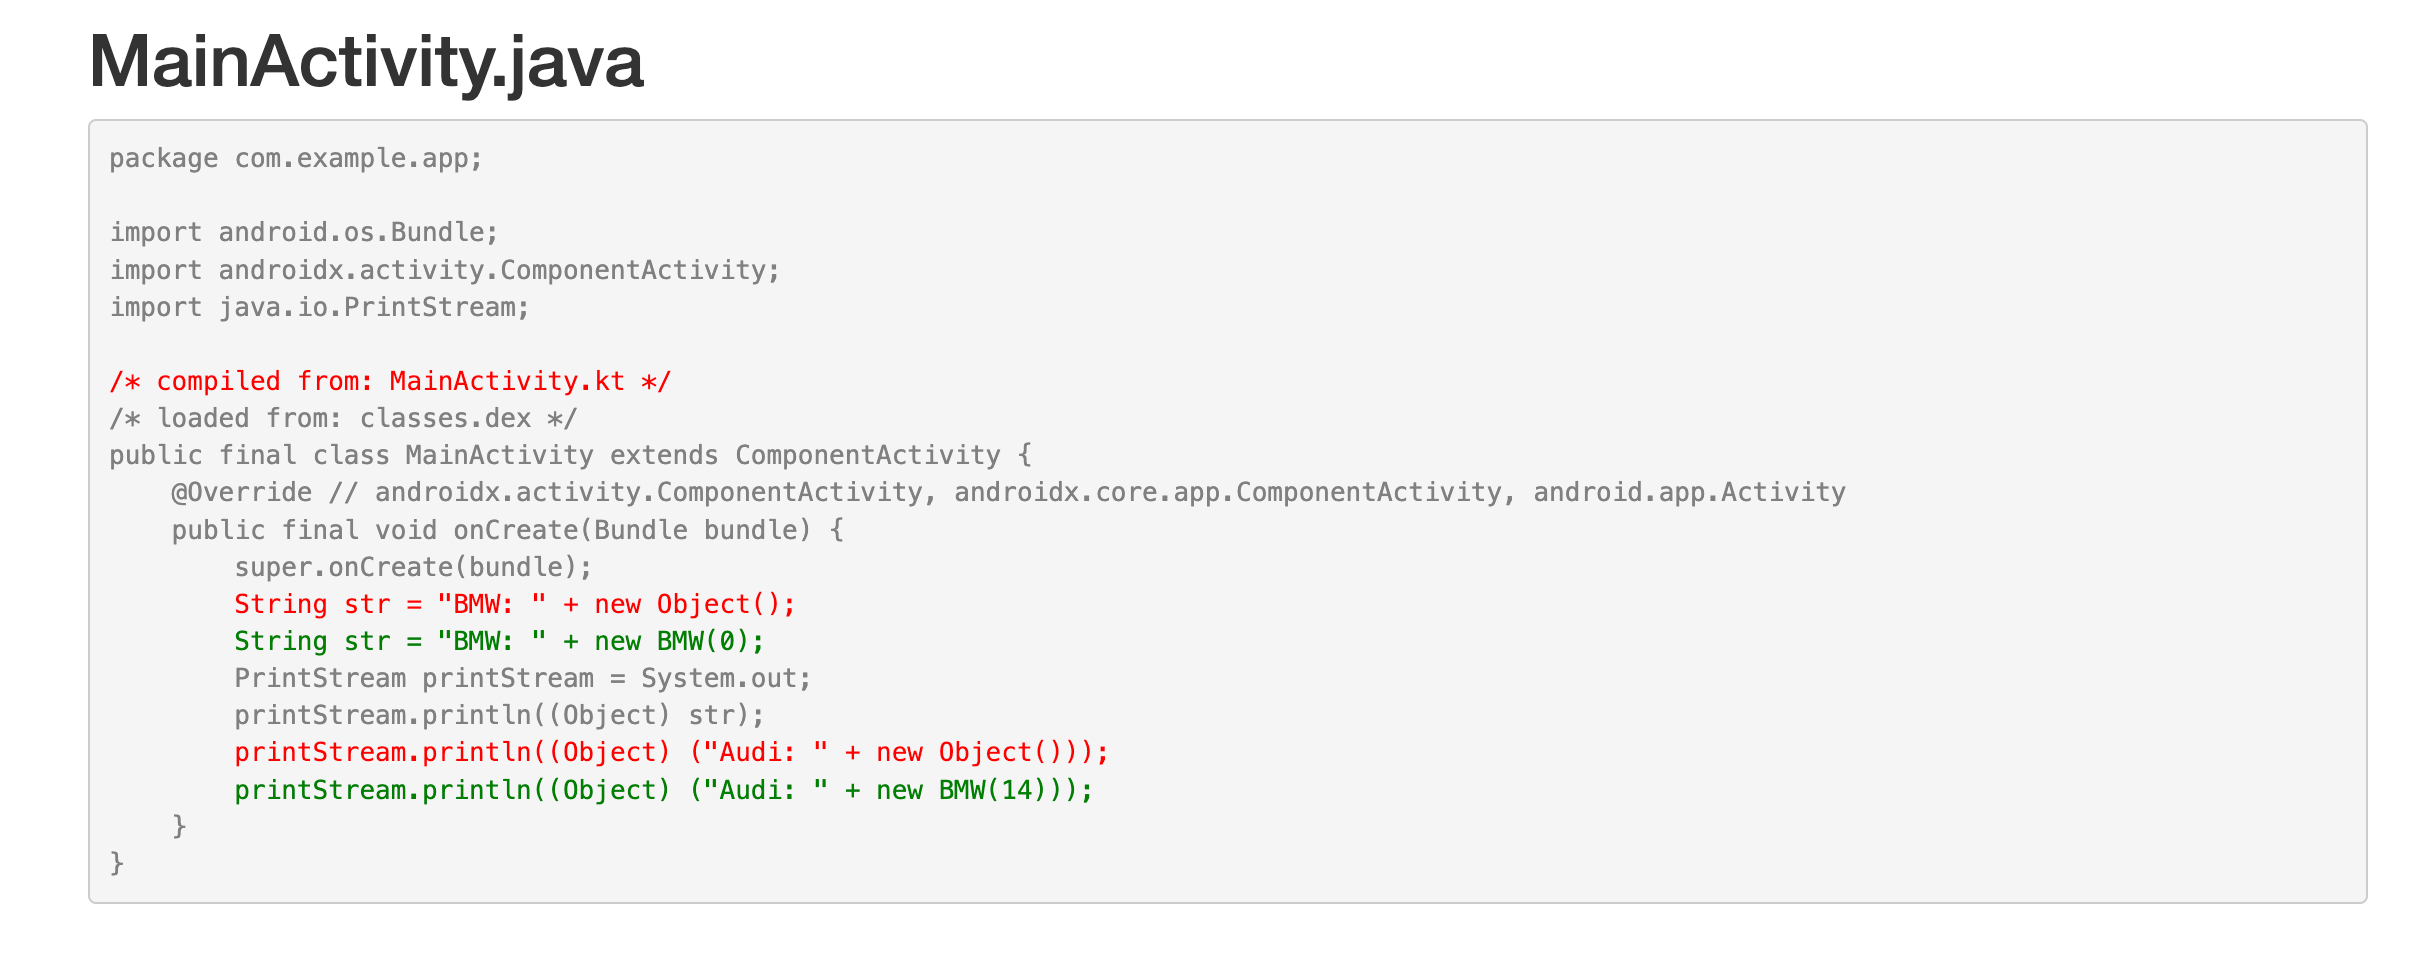 MainActivity.java
package com.example.app;
import android.os.Bundle;
import androidx.activity.ComponentActivity;
import java.io.PrintStream;
/* compiled from: MainActivity.kt */
/* loaded from: classes.dex */
public final class MainActivity extends ComponentActivity {
    @Override // androidx.activity.ComponentActivity, androidx.core.app.ComponentActivity, android.app.Activity
    public final void onCreate(Bundle bundle) {
        super.onCreate(bundle);
        String str = "BMW: " + new Object();
        String str = "BMW: " + new BMW(0);
        PrintStream printStream = System.out;
        printStream.println((Object) str);
        printStream.println((Object) ("Audi: " + new Object()));
        printStream.println((Object) ("Audi: " + new BMW(14)));
    }
}